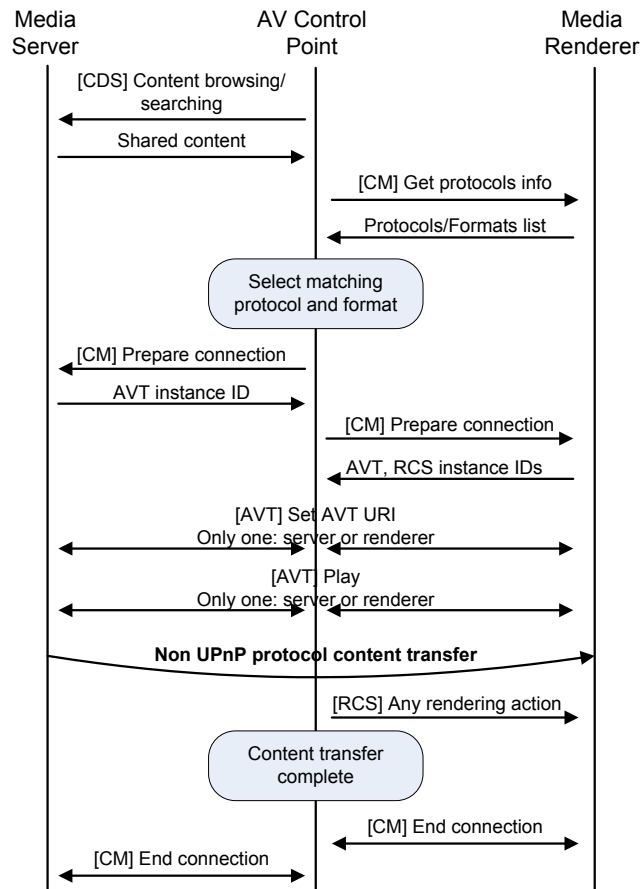 Media
Server
AV Control
Point
Media
Renderer
[CDS] Content browsing/
searching
Shared content
[CM] Get protocols info
Protocols/Formats list
Select matching
protocol and format
[CM] Prepare connection
AVT instance ID
[CM] Prepare connection
AVT, RCS instance IDs
[AVT] Set AVT URI
Only one: server or renderer
[AVT] Play
Only one: server or renderer
Non UPnP protocol content transfer
[RCS] Any rendering action
Content transfer
complete
[CM] End connection
[CM] End connection